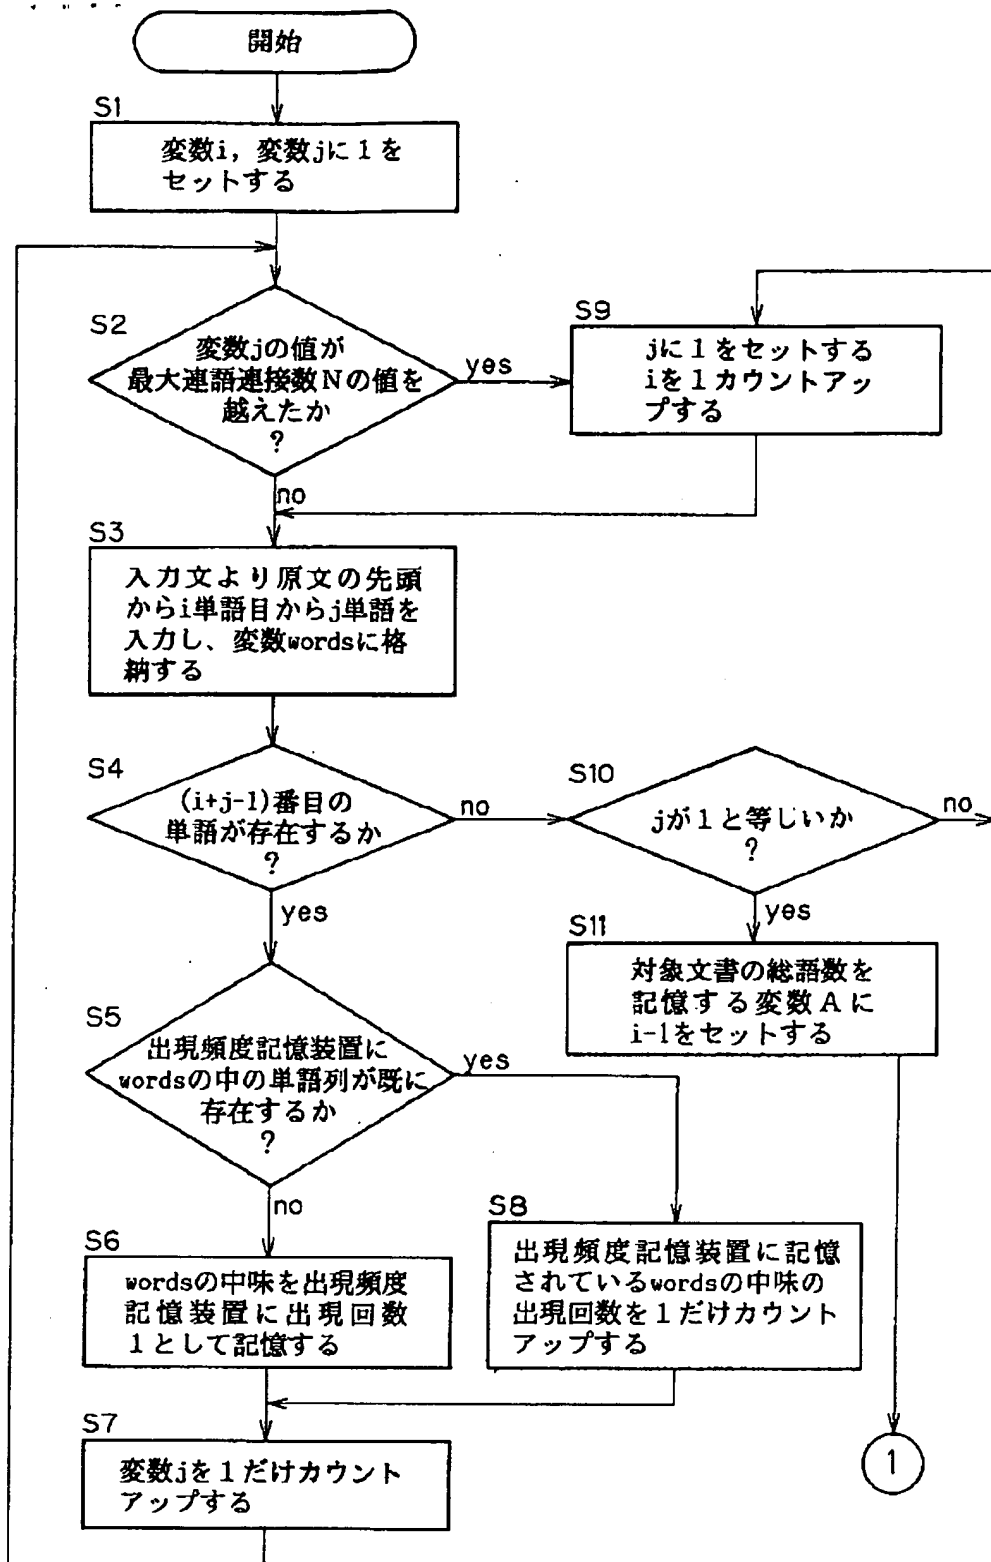 開始
S1
変数i，変数jに１を
セットする
S2
変数jの値が
最大連語連接数Ｎの値を
越えたか
？
yes
no
S9
jに１をセットする
iを１カウントアッ
プする
S3
入力文より原文の先頭
からi単語目からj単語を
入力し、変数wordsに格
納する
S4
(i+j-1)番目の
単語が存在するか
？
no
yes
S10
jが１と等しいか
？
no
yes
S11
対象文書の総語数を
記憶する変数Ａに
i-1をセットする
S5
出現頻度記憶装置に
wordsの中の単語列が既に
存在するか
？
yes
no
S6
wordsの中味を出現頻度
記憶装置に出現回数
１として記憶する
S8
出現頻度記憶装置に記憶
されているwordsの中味の
出現回数を１だけカウント
アップする
S7
変数jを１だけカウント
アップする
1